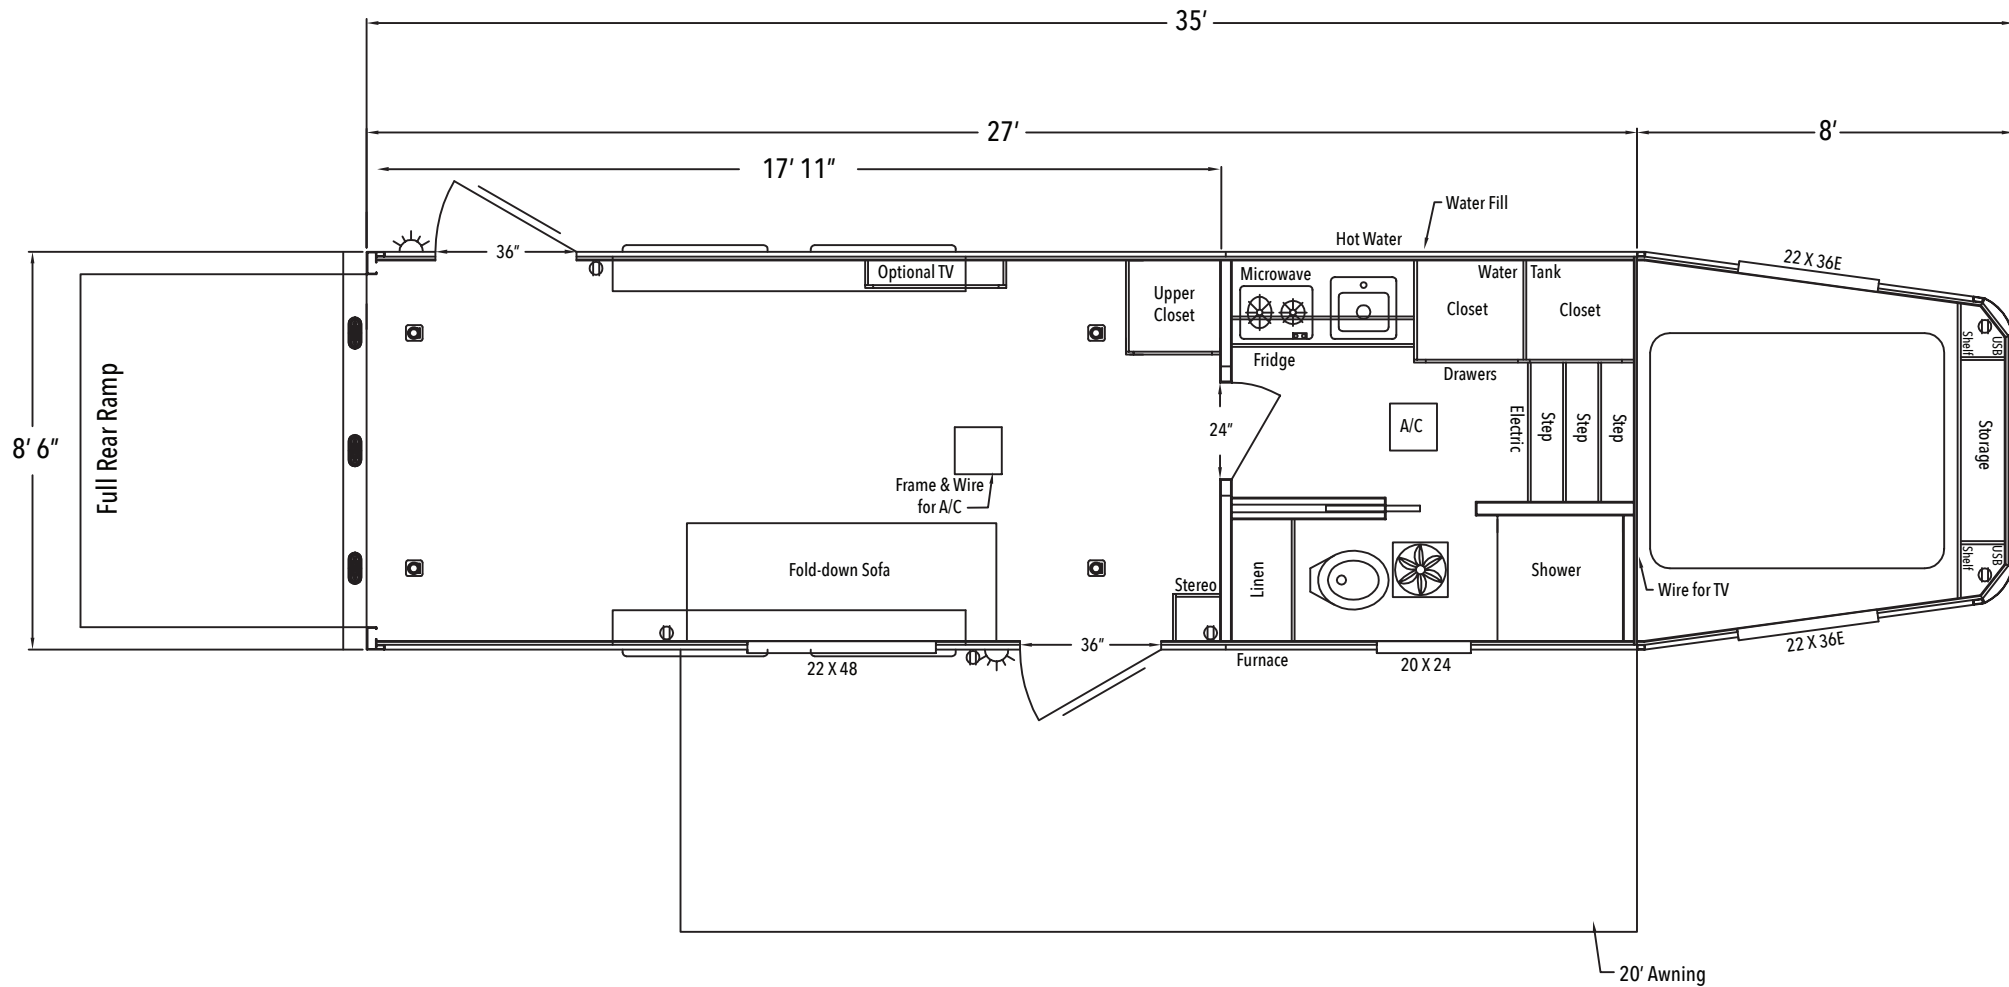 35′
27′
8′
17′ 11″
Water Fill
Hot Water
36″
22 X 36E
Optional TV
Microwave
Water Tank
Upper
Closet
Closet
Closet
USB
Shelf
Fridge
Drawers
Full Rear Ramp
8′ 6″
24″
A/C
Electric
Step
Step
Step
Storage
Frame & Wire
for A/C
Fold-down Sofa
Stereo
Linen
Shower
USB
Shelf
Wire for TV
36″
22 X 48
Furnace
20 X 24
22 X 36E
20′ Awning